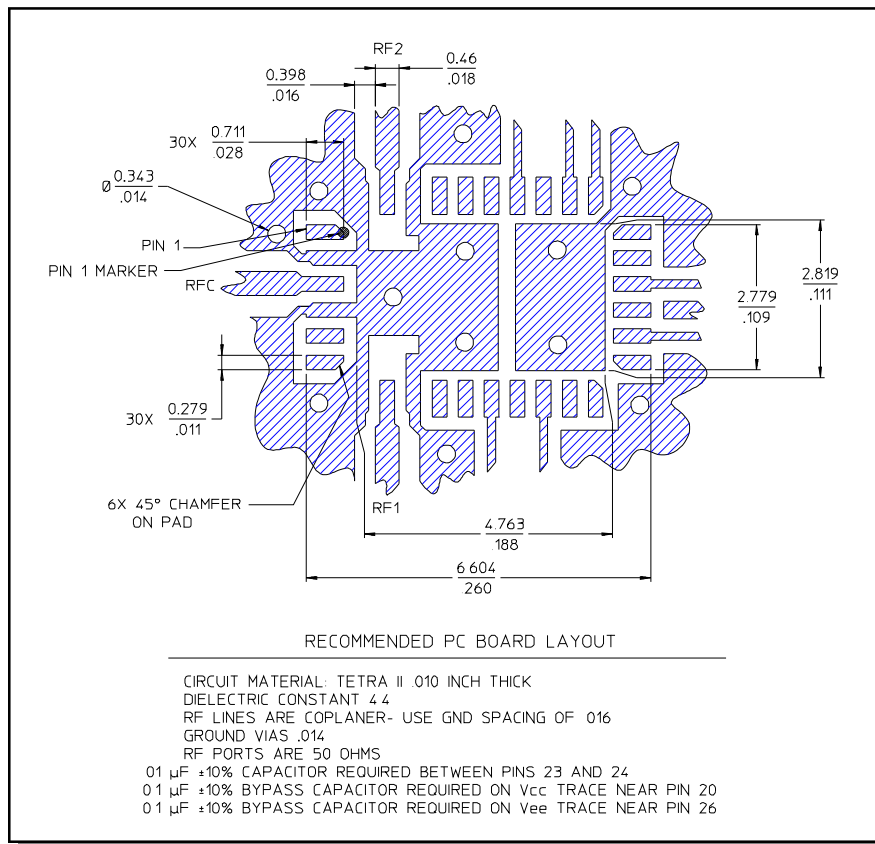 RF2
0.46
.018
0.398
.016
30X 0.711
.028
Ø 0.343
.014
PIN 1
PIN 1 MARKER
RFC
2.819
.111
2.779
.109
30X 0.279
.011
6X 45° CHAMFER
ON PAD
RF1
4.763
.188
6 604
.260
RECOMMENDED PC BOARD LAYOUT
CIRCUIT MATERIAL: TETRA II .010 INCH THICK
DIELECTRIC CONSTANT 4 4
RF LINES ARE COPLANER- USE GND SPACING OF 016
GROUND VIAS .014
RF PORTS ARE 50 OHMS
01 µF ±10% CAPACITOR REQUIRED BETWEEN PINS 23 AND 24
0 1 µF ±10% BYPASS CAPACITOR REQUIRED ON Vcc TRACE NEAR PIN 20
0 1 µF ±10% BYPASS CAPACITOR REQUIRED ON Vee TRACE NEAR PIN 26